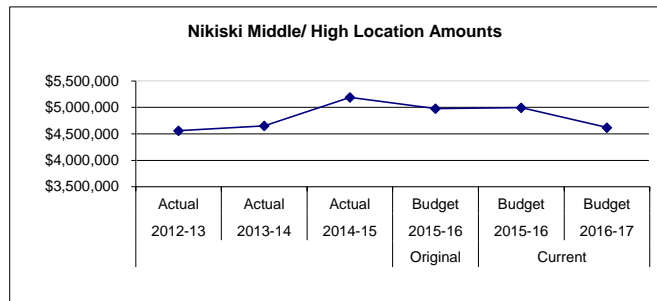 Nikiski Middle/ High Location Amounts
$5,500,000
$5,000,000
$4,500,000
$4,000,000
$3,500,000
Actual Actual Actual Budget Budget Budget
2012-13 2013-14 2014-15 2015-16 2015-16 2016-17
Original Current